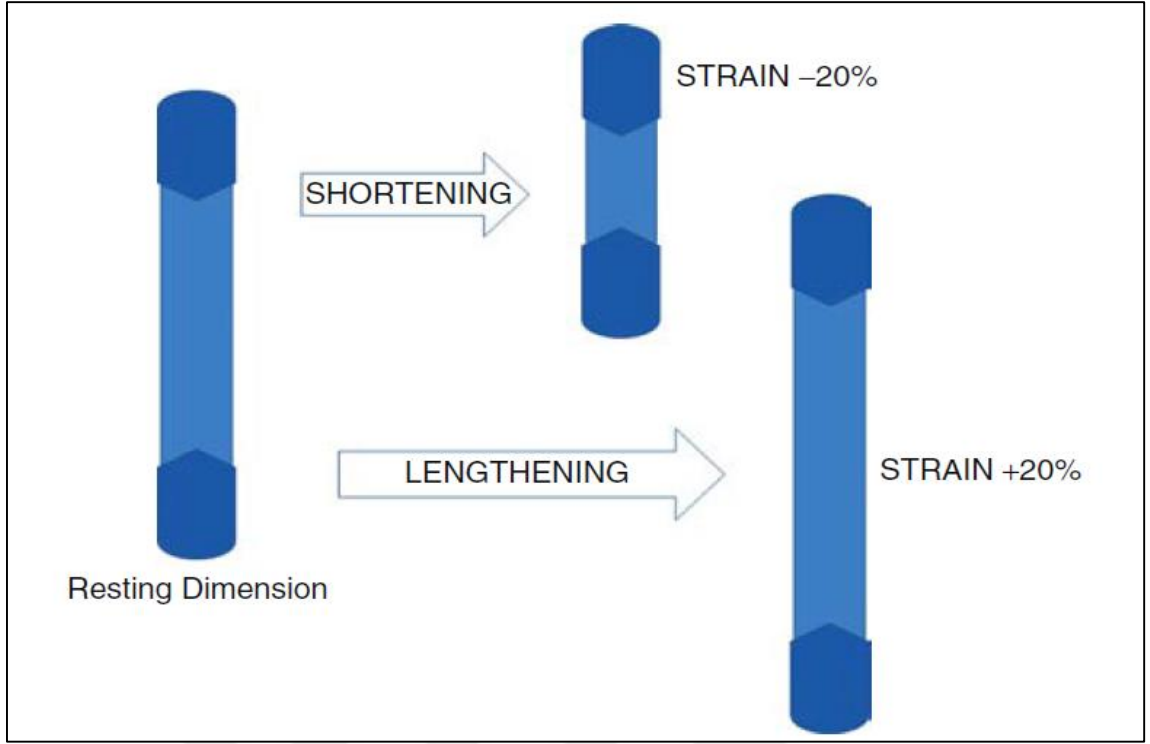 STRAIN –20%
SHORTENING
LENGTHENING
STRAIN +20%
Resting Dimension